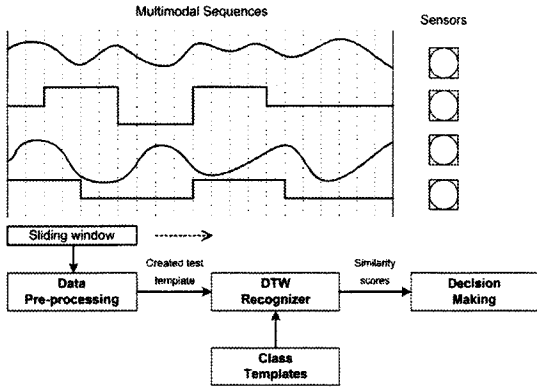 Multimodal Sequences
Sensors
Sliding window
Created test
template
Similarity
scores
Data
Pre-processing
DTW
Recognizer
Decision
Making
Class
Templates